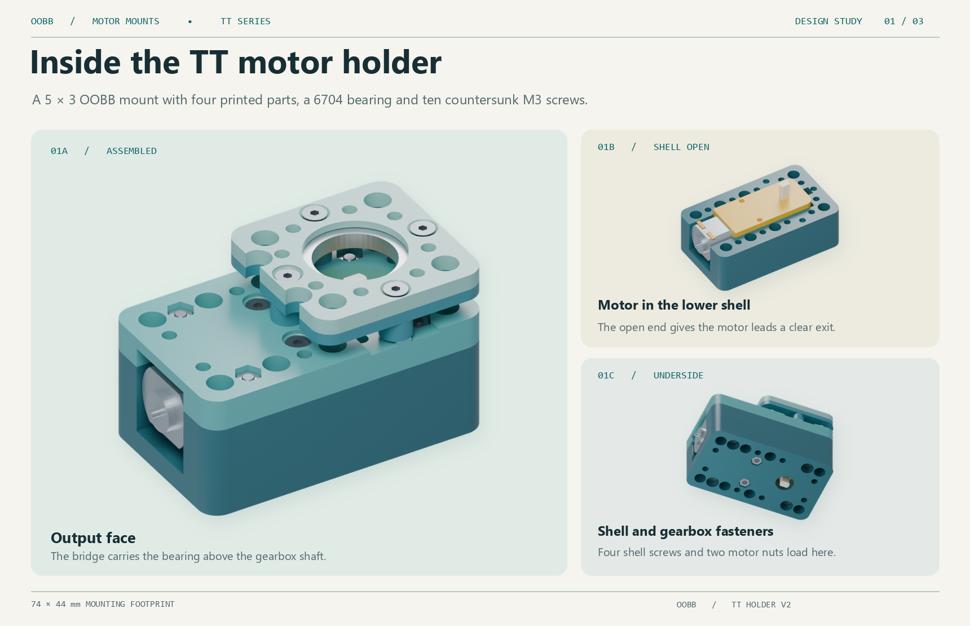 OOBB / MOTOR MOUNTS • TT SERIES
DESIGN STUDY 01 / 03
Inside the TT motor holder
A 5 × 3 OOBB mount with four printed parts, a 6704 bearing and ten countersunk M3 screws.
01A / ASSEMBLED
Output face
The bridge carries the bearing above the gearbox shaft.
01B / SHELL OPEN
Motor in the lower shell
The open end gives the motor leads a clear exit.
01C / UNDERSIDE
Shell and gearbox fasteners
Four shell screws and two motor nuts load here.
74 × 44 mm MOUNTING FOOTPRINT
OOBB / TT HOLDER V2